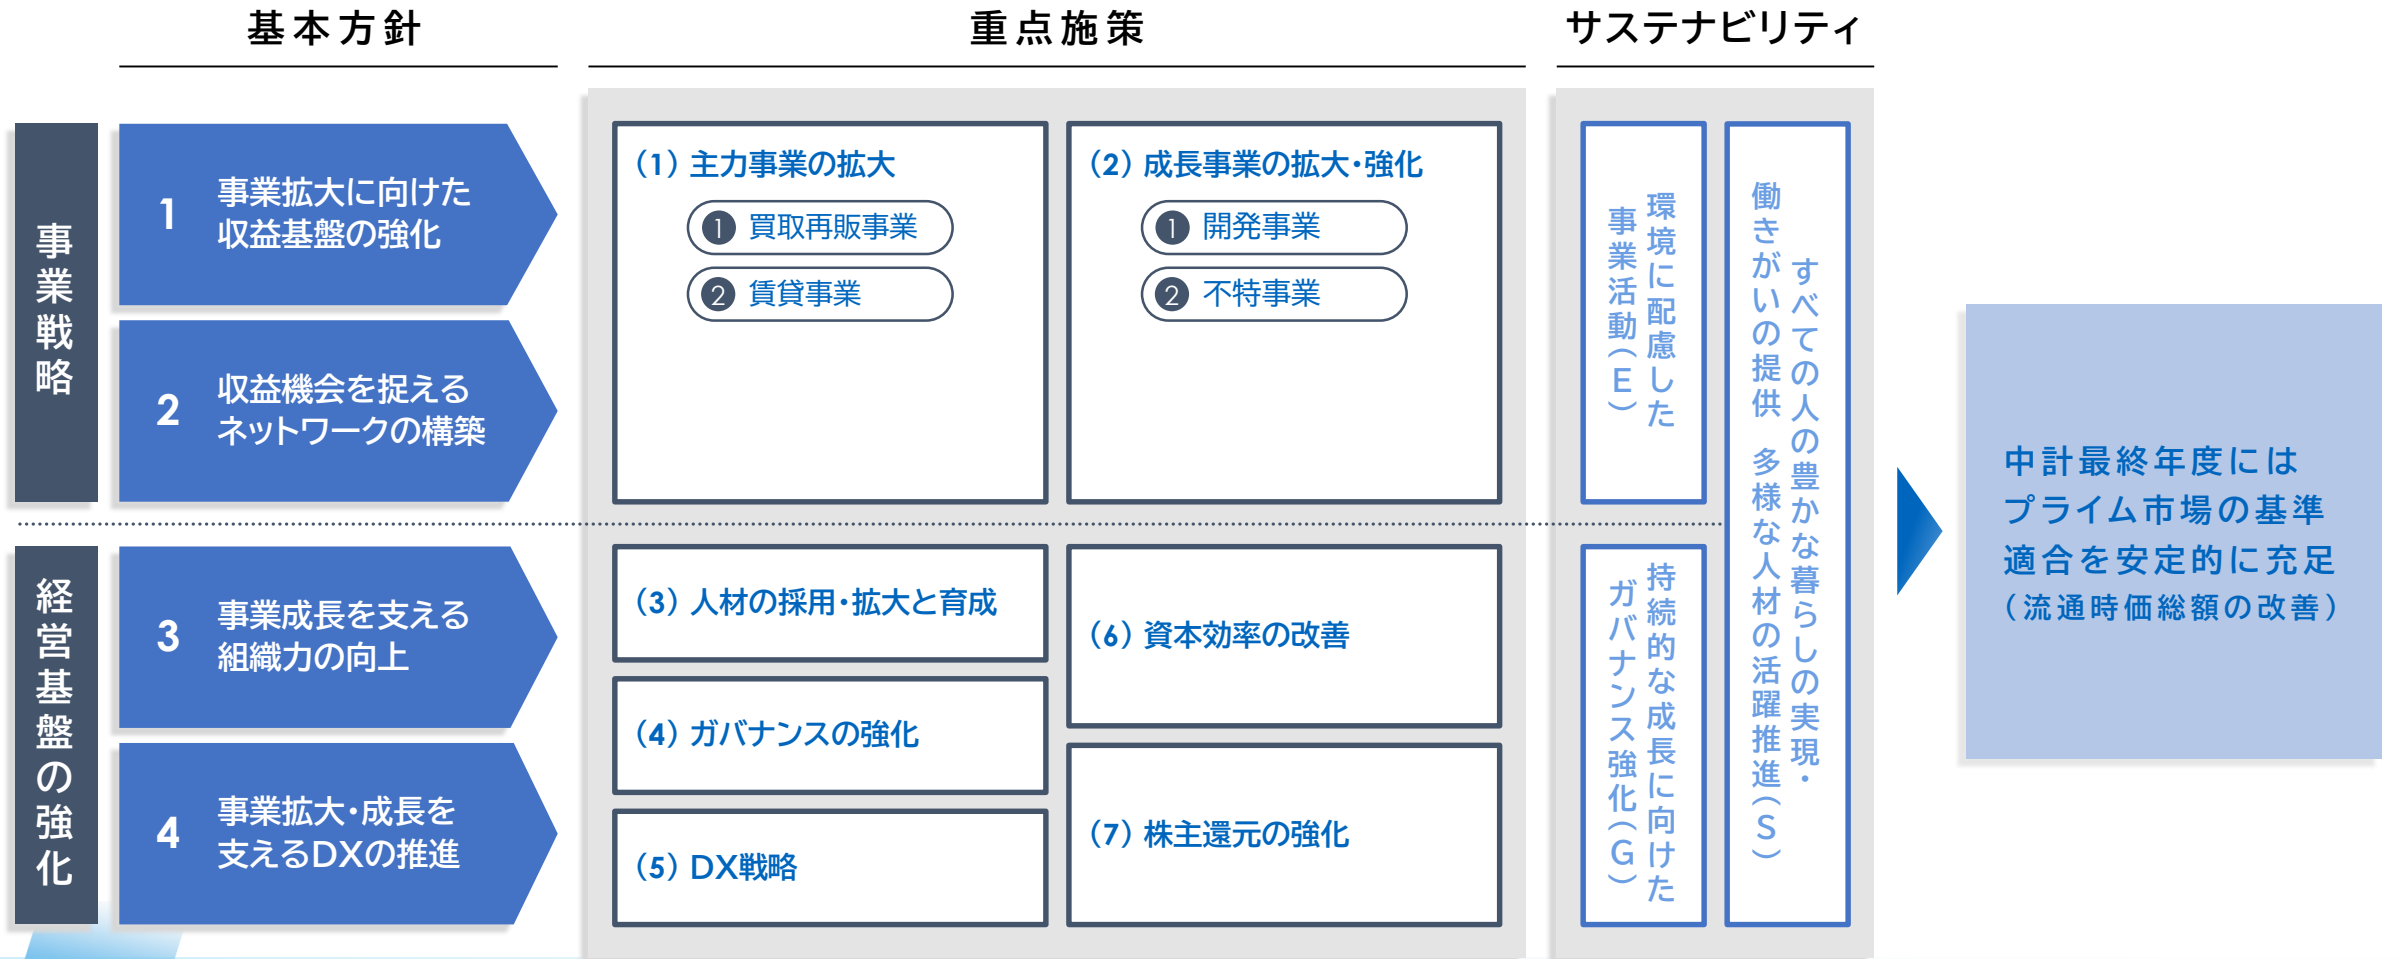 基本方針
重点施策
サステナビリティ
事業戦略
1
事業拡大に向けた
収益基盤の強化
2
収益機会を捉える
ネットワークの構築
(1) 主力事業の拡大
1 買取再販事業
2 賃貸事業
(2) 成長事業の拡大・強化
1 開発事業
2 不特事業
経営基盤の強化
3
事業成長を支える
組織力の向上
4
事業拡大・成長を
支えるDXの推進
(3) 人材の採用・拡大と育成
(4) ガバナンスの強化
(5) DX戦略
(6) 資本効率の改善
(7) 株主還元の強化
環境に配慮した
事業活動(E)
持続的な成長に向けた
ガバナンス強化(G)
すべての人の豊かな暮らしの実現・
働きがいの提供 多様な人材の活躍推進(S)
中計最終年度には
プライム市場の基準
適合を安定的に充足
(流通時価総額の改善)